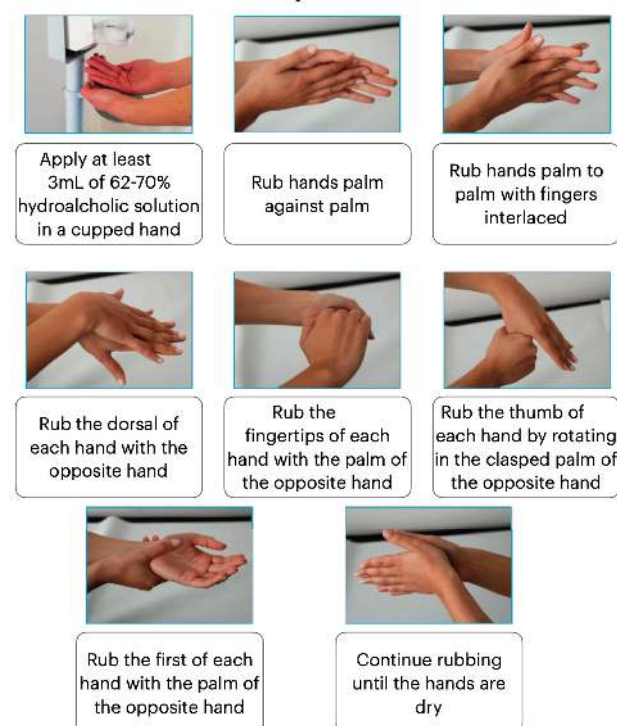 Apply at least
3mL of 62-70%
hydroalcholic solution
in a cupped hand
Rub hands palm
against palm
Rub hands palm to
palm with fingers
interlaced
Rub the dorsal of
each hand with the
opposite hand
Rub the
fingertips of each
hand with the palm of
the opposite hand
Rub the thumb of
each hand by rotating
in the clasped palm of
the opposite hand
Rub the first of each
hand with the palm of
the opposite hand
Continue rubbing
until the hands are
dry